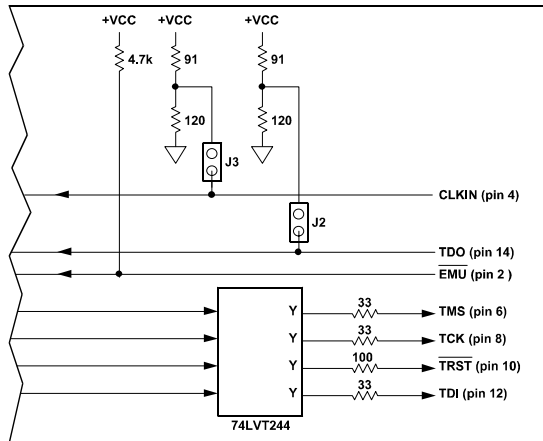 +VCC +VCC +VCC
4.7k 91 91
120 120
J3
CLKIN (pin 4)
J2
TDO (pin 14)
EMU (pin 2 )
Y 33 TMS (pin 6)
Y 33 TCK (pin 8)
Y 100 TRST (pin 10)
Y 33 TDI (pin 12)
74LVT244